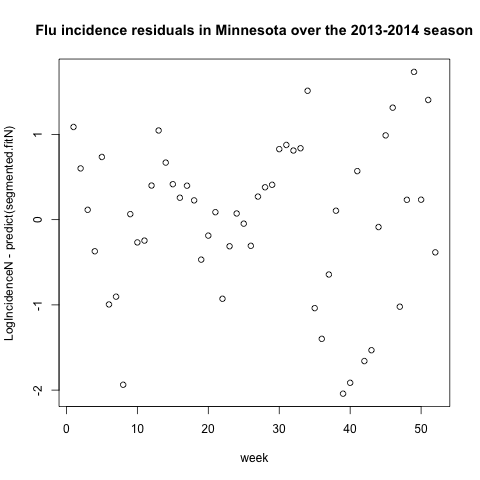 Flu incidence residuals in Minnesota over the 2013-2014 season
LogIncidenceN - predict(segmented.fitN)
1
0
-1
-2
0 10 20 30 40 50
week